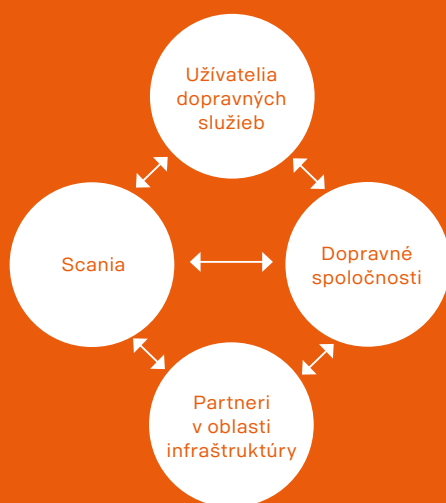 Užívatelia
dopravných
služieb
Scania
Dopravné
spoločnosti
Partneri
v oblasti
infraštruktúry